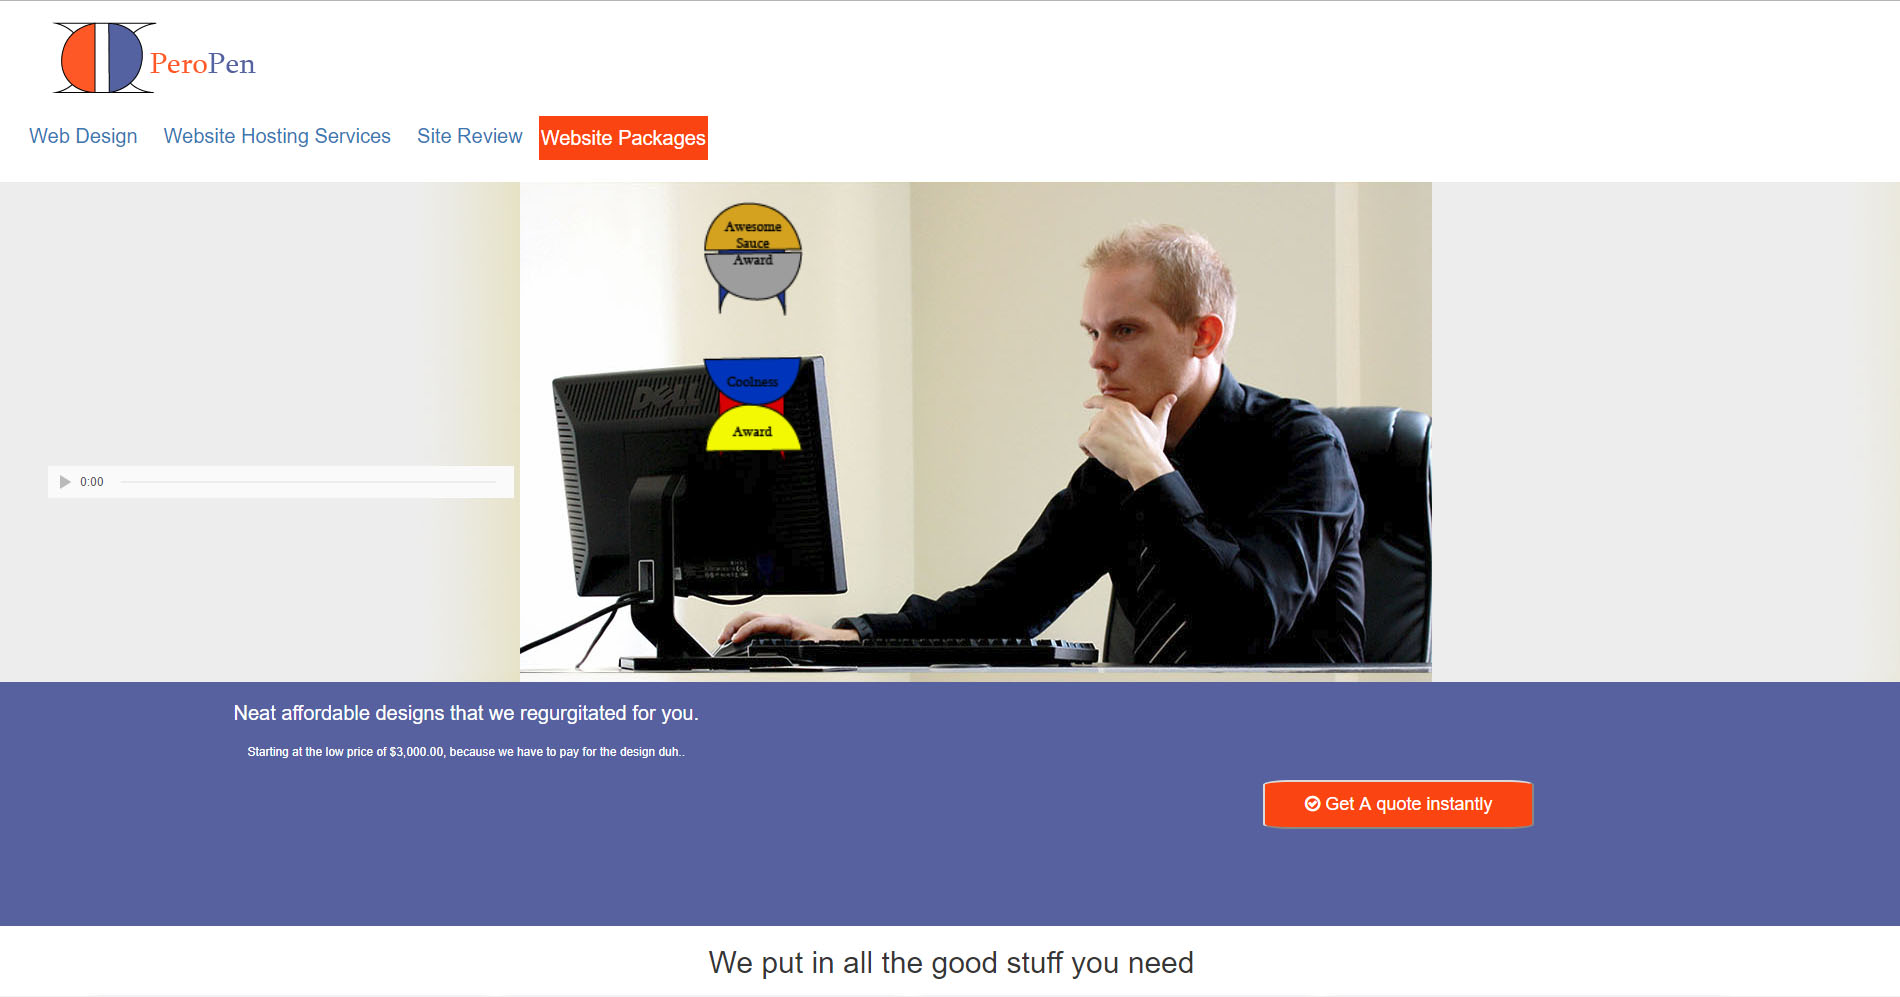 PeroPen
Web Design Website Hosting Services Site Review Website Packages
Awesome
Sauce
Award
DELL
Coolness
Award
0:00
Neat affordable designs that we regurgitated for you.
Starting at the low price of $3,000.00, because we have to pay for the design duh..
Get A quote instantly
We put in all the good stuff you need